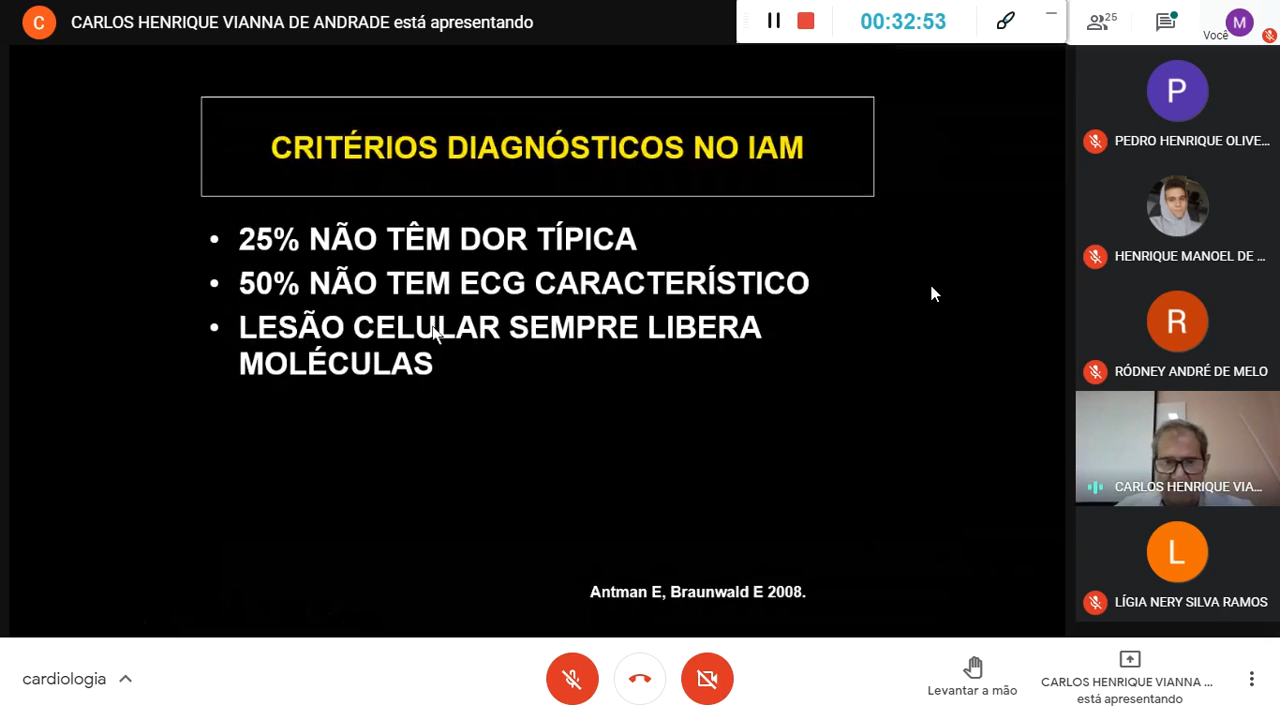 C
CARLOS HENRIQUE VIANNA DE ANDRADE está apresentando
00:32:53
25
Você
M
CRITÉRIOS DIAGNÓSTICOS NO IAM
• 25% NÃO TÊM DOR TÍPICA
• 50% NÃO TEM ECG CARACTERÍSTICO
• LESÃO CELULAR SEMPRE LIBERA
MOLÉCULAS
Antman E, Braunwald E 2008.
P
PEDRO HENRIQUE OLIVE...
HENRIQUE MANOEL DE ...
R
RÓDNEY ANDRÉ DE MELO
CARLOS HENRIQUE VIA...
L
LÍGIA NERY SILVA RAMOS
cardiologia
Levantar a mão
CARLOS HENRIQUE VIANNA ...
está apresentando